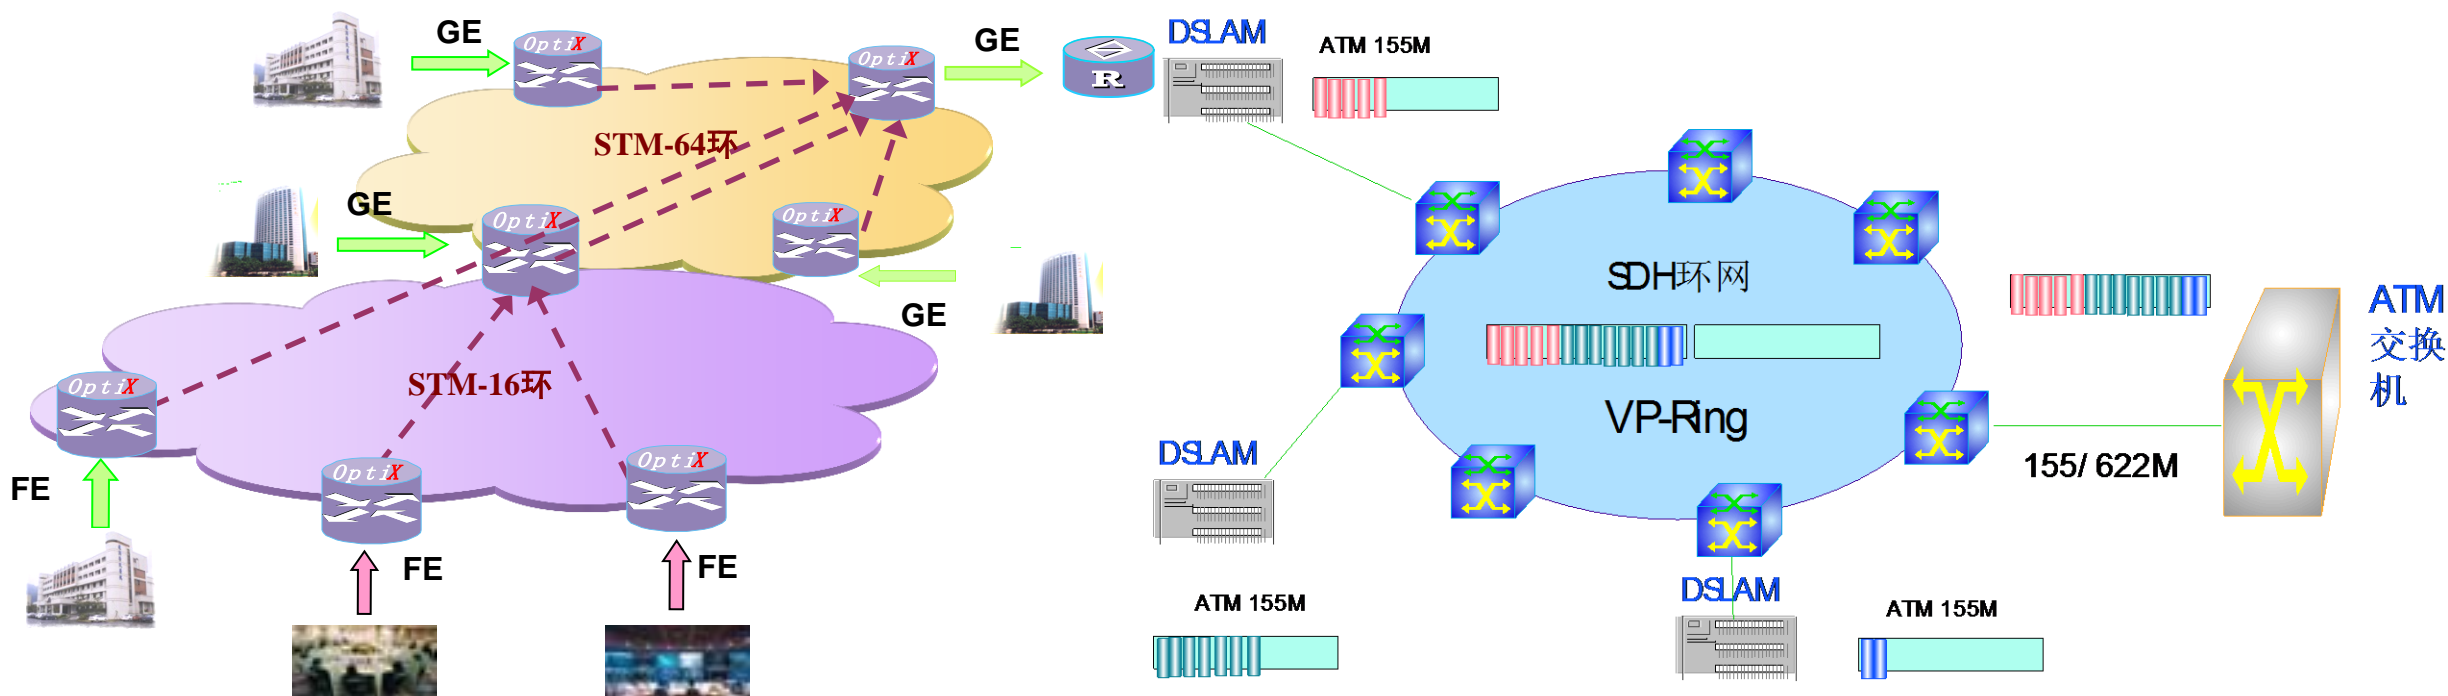 GE
OptiX
OptiX
GE
R
DSLAM
ATM 155M
STM-64环
GE
OptiX
OptiX
GE
STM-16环
OptiX
OptiX
OptiX
FE
FE
FE
SDH环网
VP-Ring
DSLAM
ATM 155M
DSLAM
ATM 155M
155/ 622M
ATM
交换
机